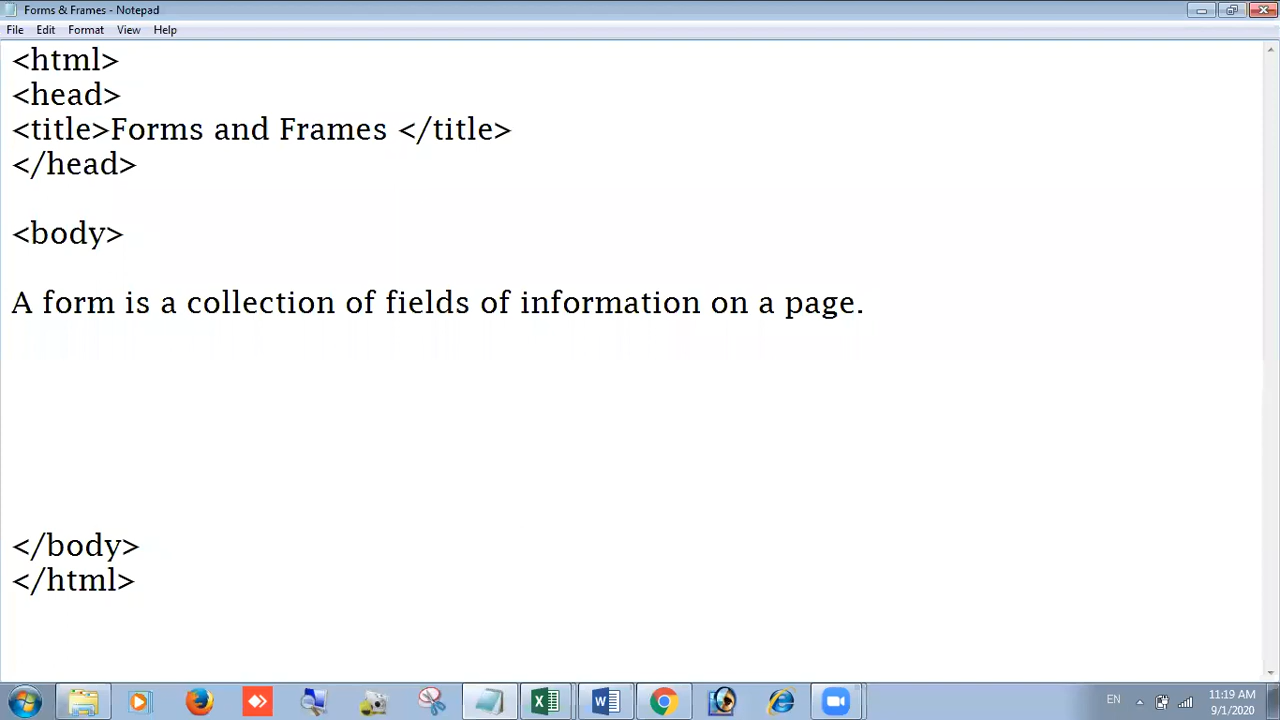 Forms & Frames - Notepad
File Edit Format View Help
<html>
<head>
<title>Forms and Frames </title>
</head>
<body>
A form is a collection of fields of information on a page.
</body>
</html>
EN
11:19 AM
9/1/2020